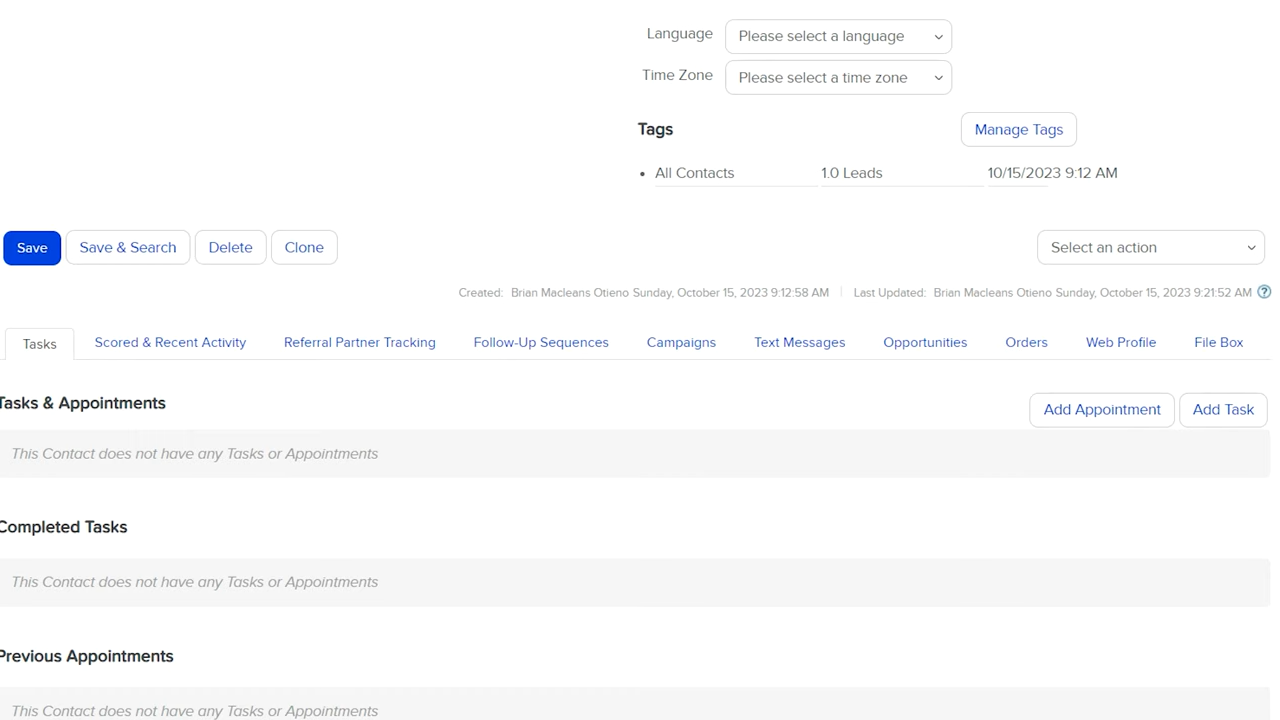 Language Please select a language
Time Zone Please select a time zone
Tags Manage Tags
• All Contacts 1.0 Leads 10/15/2023 9:12 AM
Save Save & Search Delete Clone Select an action
Created: Brian Macleans Otieno Sunday, October 15, 2023 9:12:58 AM Last Updated: Brian Macleans Otieno Sunday, October 15, 2023 9:21:52 AM ?
Tasks Scored & Recent Activity Referral Partner Tracking Follow-Up Sequences Campaigns Text Messages Opportunities Orders Web Profile File Box
Tasks & Appointments Add Appointment Add Task
This Contact does not have any Tasks or Appointments
Completed Tasks
This Contact does not have any Tasks or Appointments
Previous Appointments
This Contact does not have any Tasks or Appointments